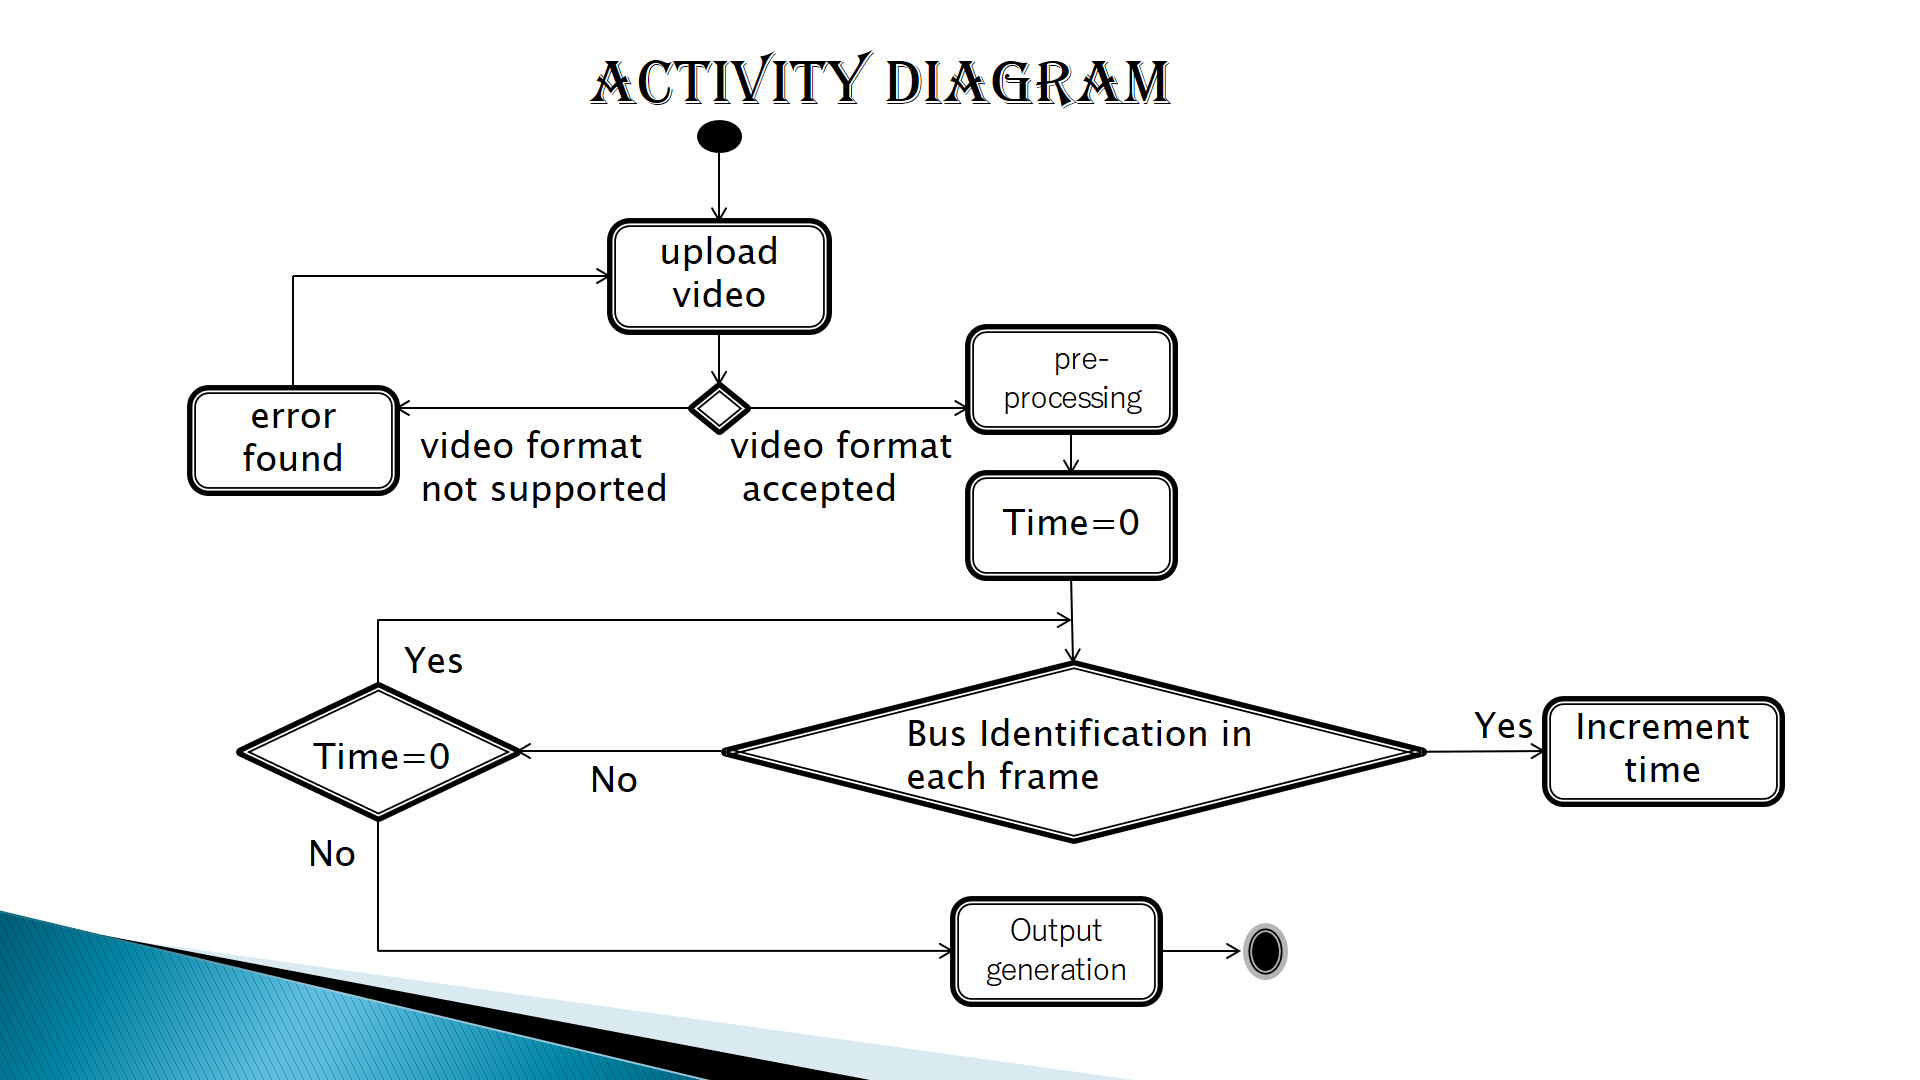 ACTIVITY DIAGRAM
upload
video
pre-
processing
error
found
video format
not supported
video format
accepted
Time=0
Yes
Bus Identification in
each frame
Yes
Increment
time
Time=0
No
No
Output
generation